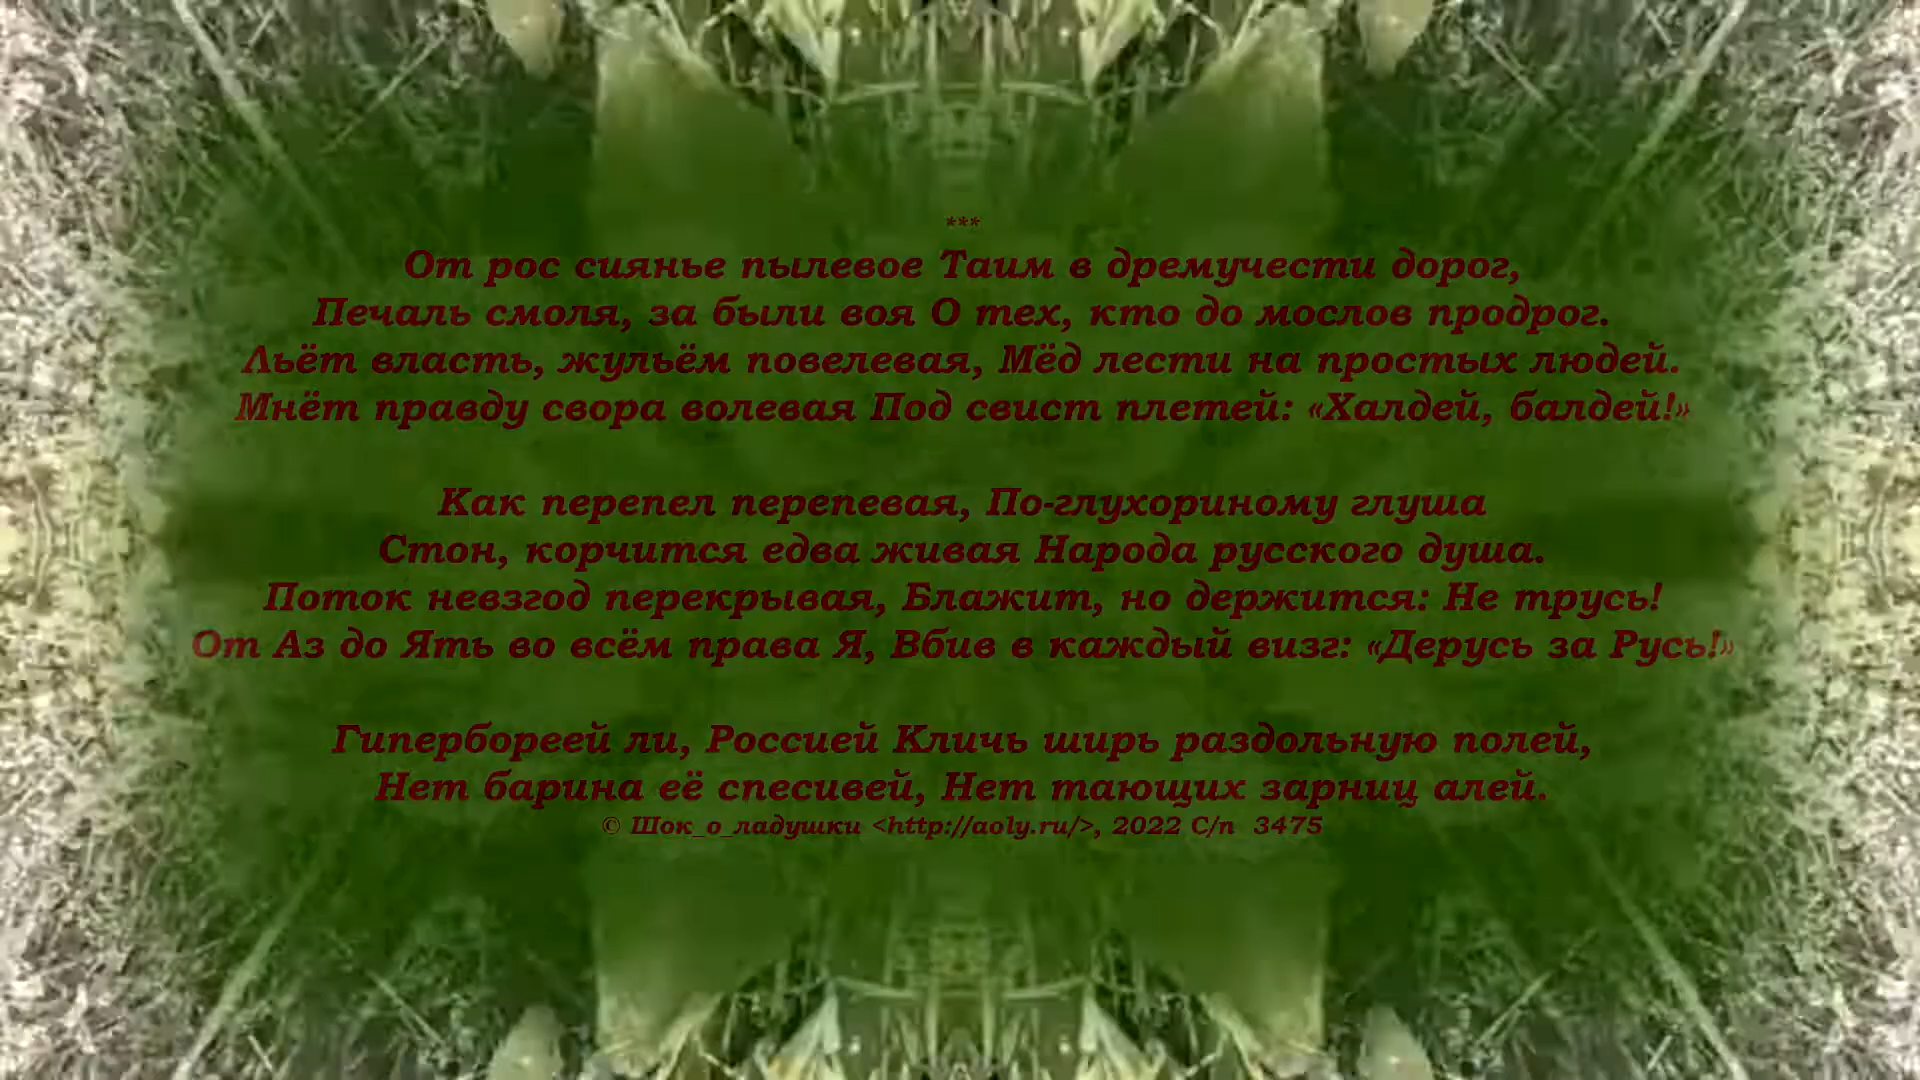 ***
От рос сиянье пылевое Таим в дремучести дорог,
Печаль смоля, за были воя О тех, кто до мослов продрог.
Льёт власть, жульём повелевая, Мёд лести на простых людей.
Мнёт правду свора волевая Под свист плетей: «Халдей, балдей!»
Как перепел перепевая, По-глухориному глуша
Стон, корчится едва живая Народа русского душа.
Поток невзгод перекрывая, Блажит, но держится: Не трусь!
От Аз до Ять во всём права Я, Вбив в каждый визг: «Дерусь за Русь!»
Гипербореей ли, Россией Кличь ширь раздольную полей,
Нет барина её спесивей, Нет тающих зарниц алей.
© Шок_о_ладушки <http://aoly.ru/>, 2022 С/п 3475